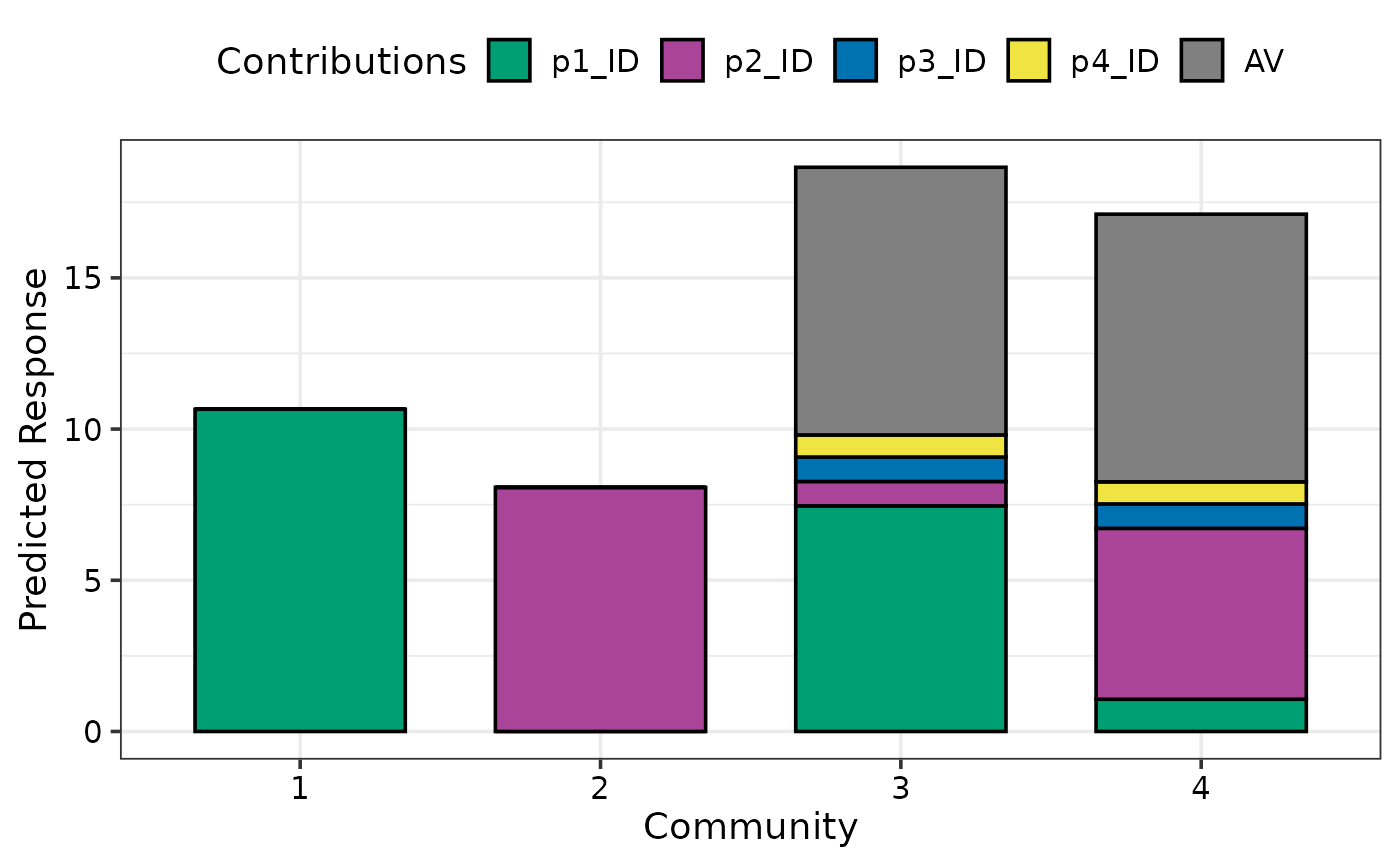 Contributions p1_ID p2_ID p3_ID p4_ID AV
Predicted Response
15
10
5
0
1 2 3 4
Community